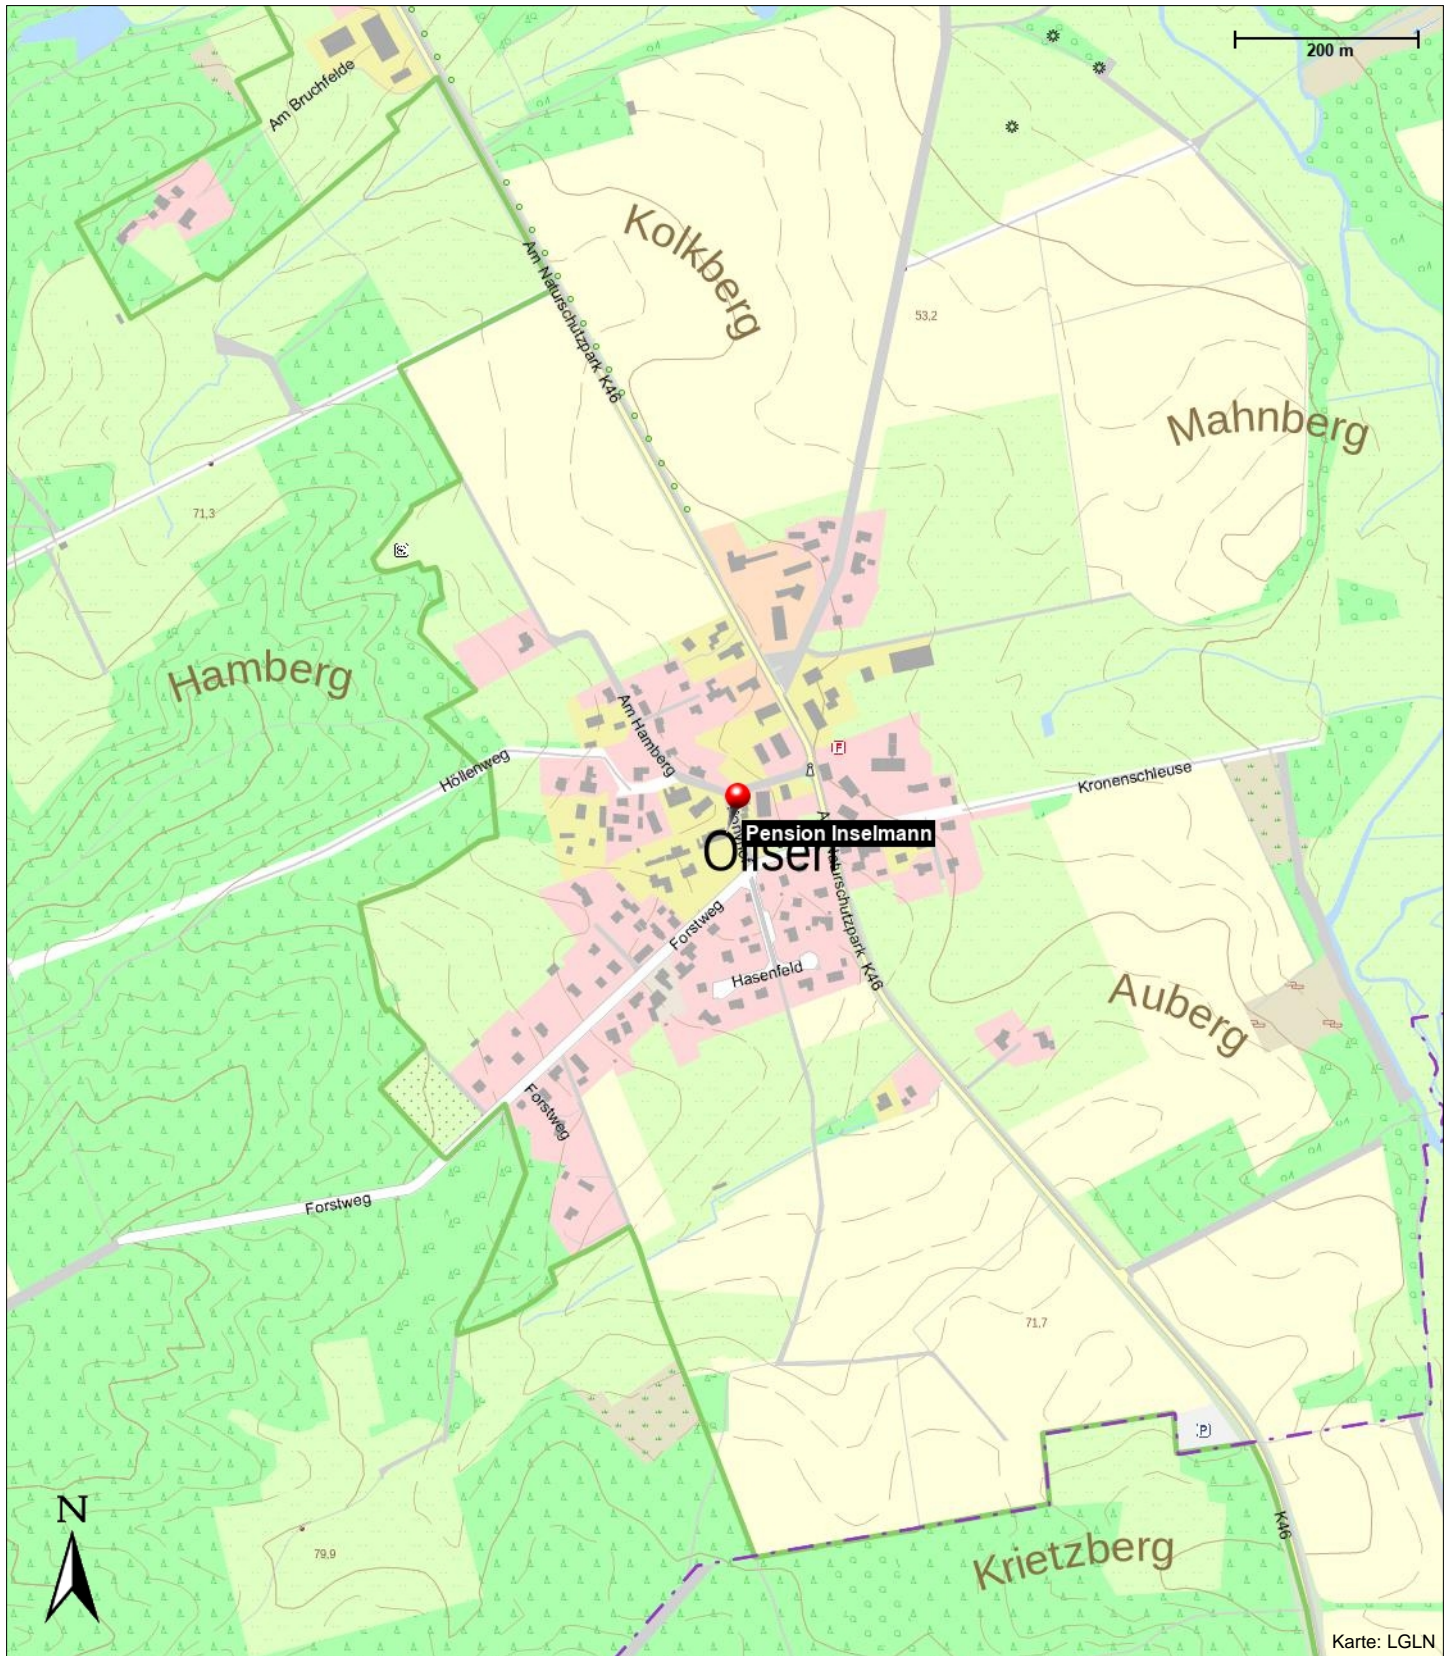 200 m
Am Bruchfelde
Kolkberg
Am Naturschutzpark K46
53,2
Mahnberg
71,3
Hamberg
Am Hamberg
F
Höllenweg
Kronenschleuse
Pension Inselmann
Naturschutzpark K46
Forstweg
Hasenfeld
Auberg
Forstweg
Forstweg
71,7
P
N
K46
79,9
Krietzberg
Karte: LGLN